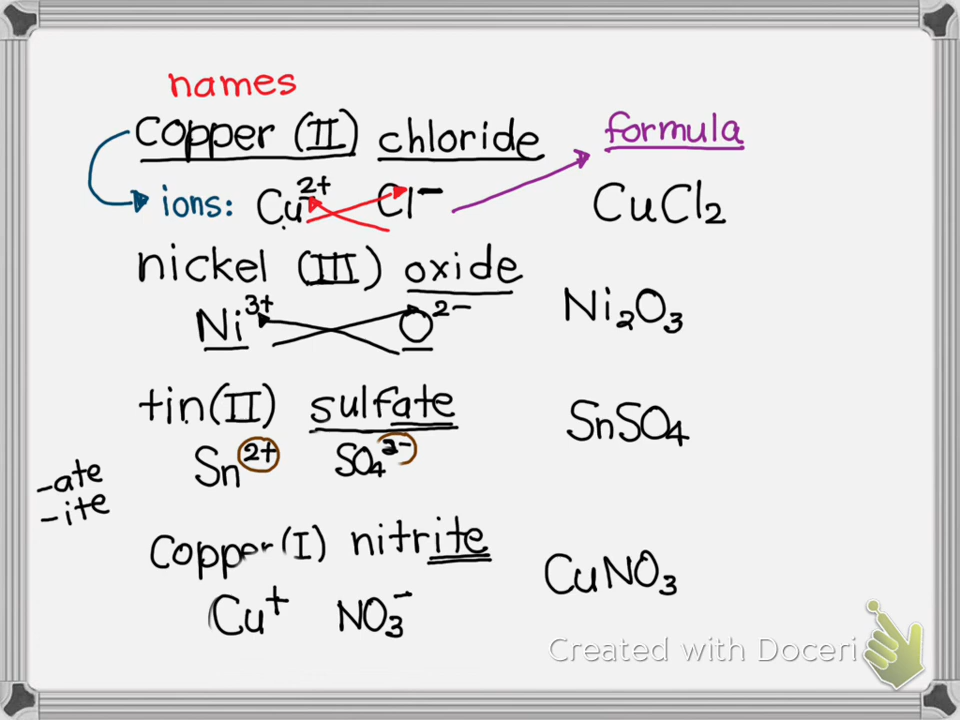 names
copper (II) chloride
formula
ions: Cu²⁺ Cl⁻
CuCl₂
nickel (III) oxide
Ni³⁺ O²⁻
Ni₂O₃
tin(II) sulfate
Sn²⁺ SO₄²⁻
SnSO₄
-ate
-ite
copper(I) nitrite
Cu⁺ NO₃⁻
CuNO₃
Created with Doceri